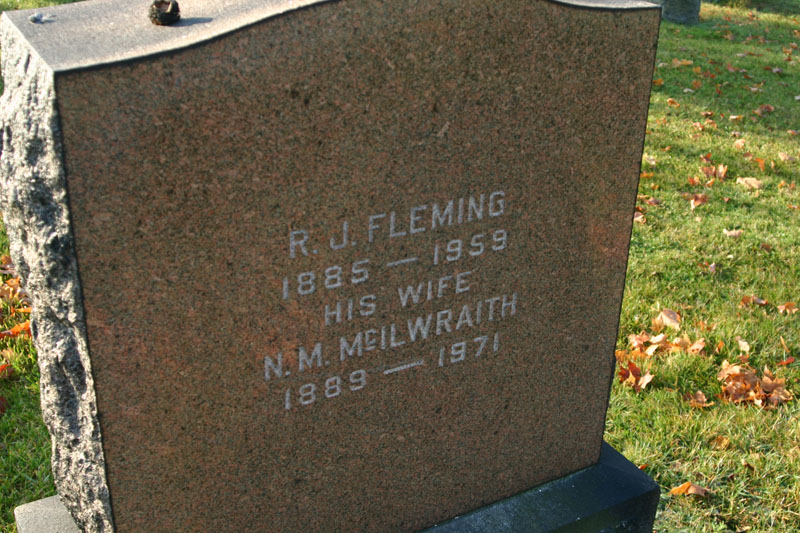 R. J. FLEMING
1885 — 1959
HIS WIFE
N. M. McILWRAITH
1889 — 1971